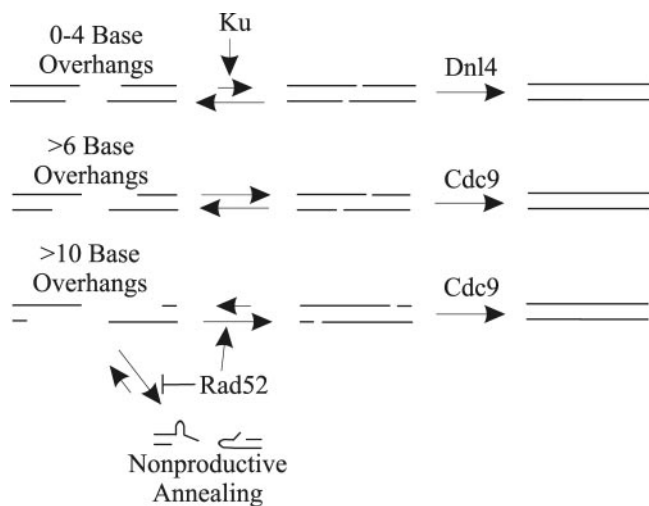 0-4 Base
Overhangs
Ku
Dnl4
>6 Base
Overhangs
Cdc9
>10 Base
Overhangs
Cdc9
Rad52
Nonproductive
Annealing